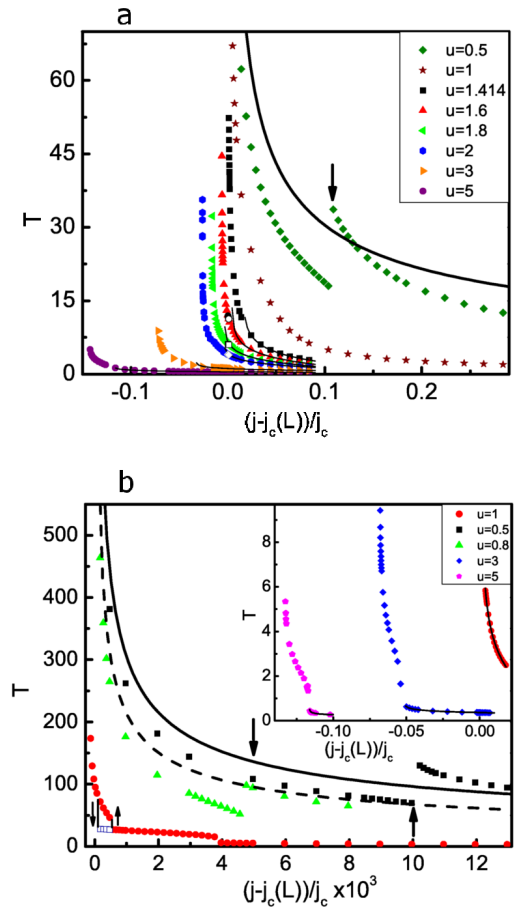 a
60
45
30
15
0
T
-0.1
0.0
0.1
0.2
(j-jc(L))/jc
u=0.5
u=1
u=1.414
u=1.6
u=1.8
u=2
u=3
u=5
b
500
400
300
200
100
0
T
0
2
4
6
8
10
12
(j-jc(L))/jc x10³
u=1
u=0.5
u=0.8
u=3
u=5
8
6
4
2
0
T
-0.10
-0.05
0.00
(j-jc(L))/jc